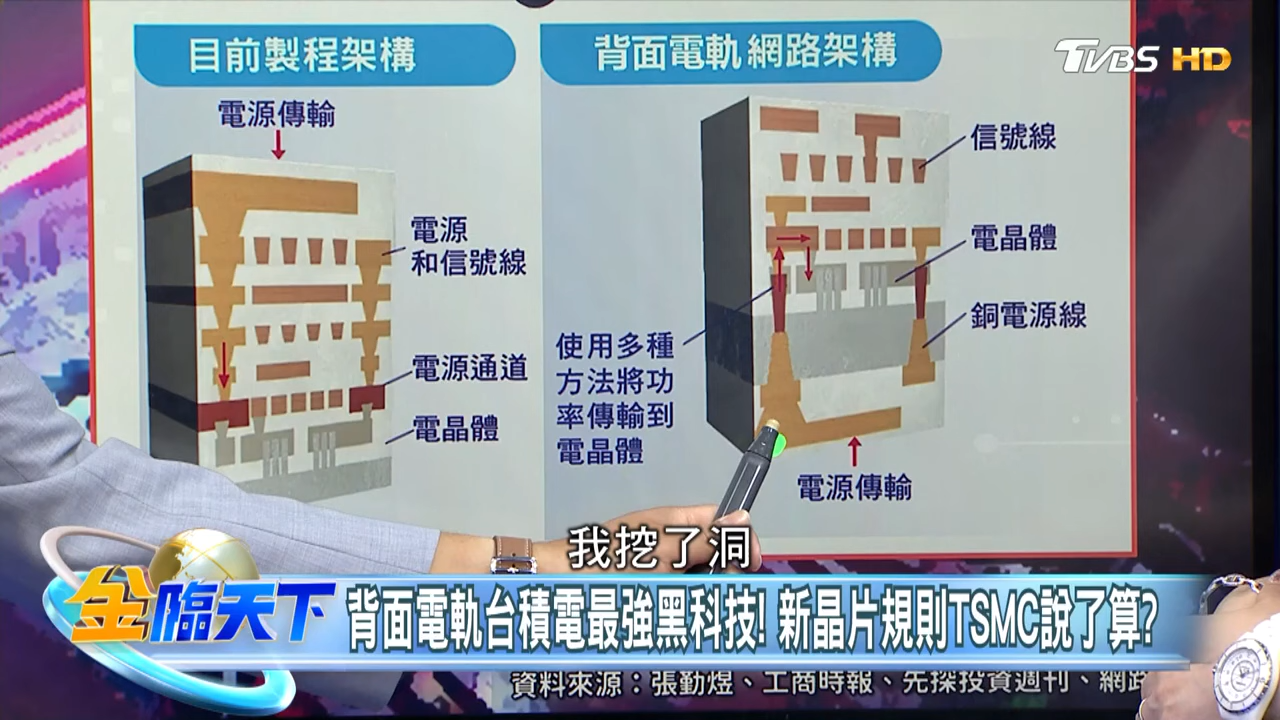 目前製程架構
電源傳輸
電源
和信號線
電源通道
電晶體
背面電軌網路架構
信號線
電晶體
銅電源線
使用多種
方法將功
率傳輸到
電晶體
電源傳輸
TVBS HD
我挖了洞
金臨天下
背面電軌台積電最強黑科技! 新晶片規則TSMC說了算?
資料來源：張勤煜、工商時報、先探投資週刊、網路